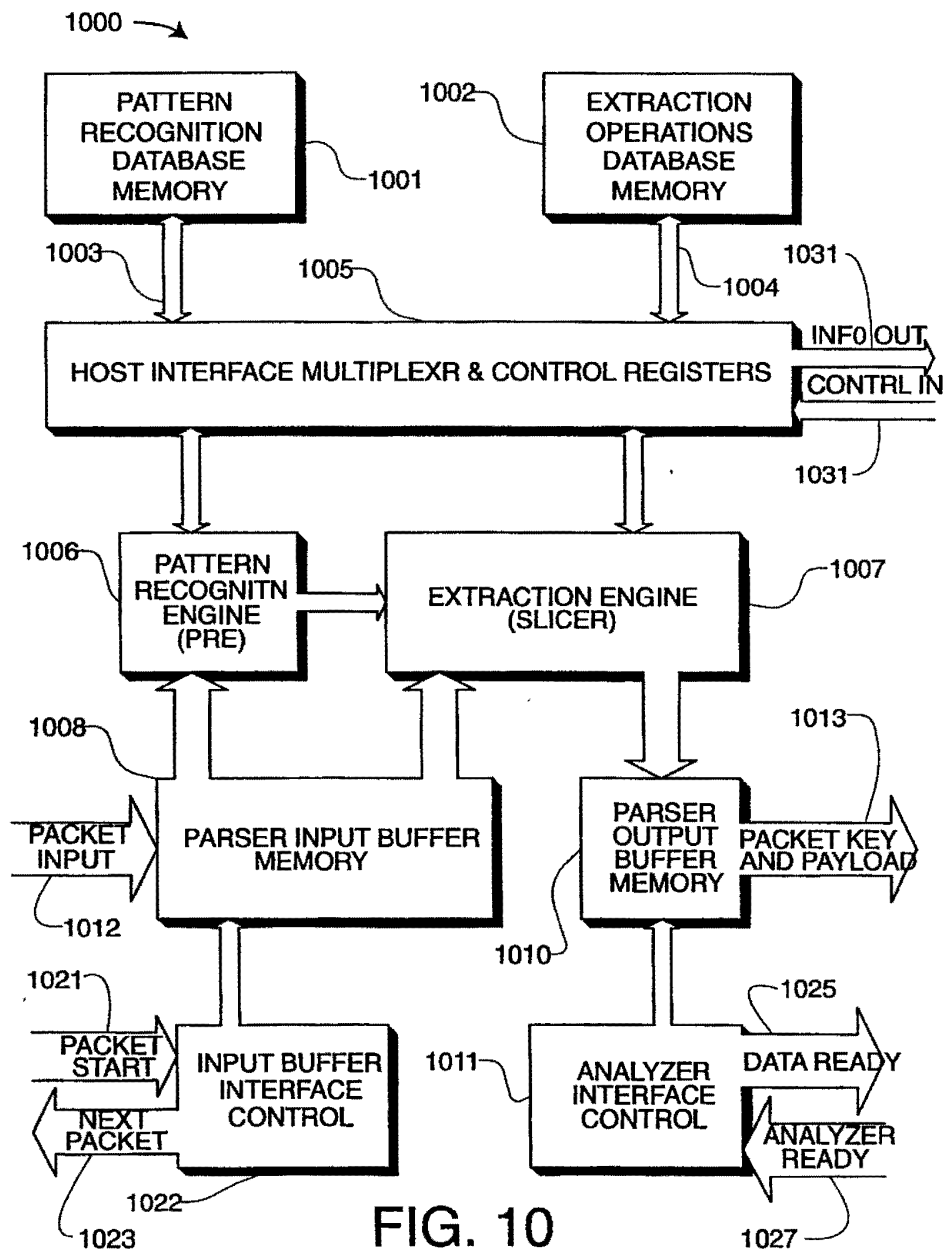 1000
PATTERN
RECOGNITION
DATABASE
MEMORY
1001
1002
EXTRACTION
OPERATIONS
DATABASE
MEMORY
1003
1005
1004
1031
HOST INTERFACE MULTIPLEXR & CONTROL REGISTERS
INF0 OUT
CONTRL IN
1031
1006
PATTERN
RECOGNITN
ENGINE
(PRE)
EXTRACTION ENGINE
(SLICER)
1007
1008
1013
PACKET
INPUT
1012
PARSER INPUT BUFFER
MEMORY
PARSER
OUTPUT
BUFFER
MEMORY
1010
PACKET KEY
AND PAYLOAD
1021
PACKET
START
NEXT
PACKET
1023
INPUT BUFFER
INTERFACE
CONTROL
1022
1011
ANALYZER
INTERFACE
CONTROL
1025
DATA READY
ANALYZER
READY
1027
FIG. 10